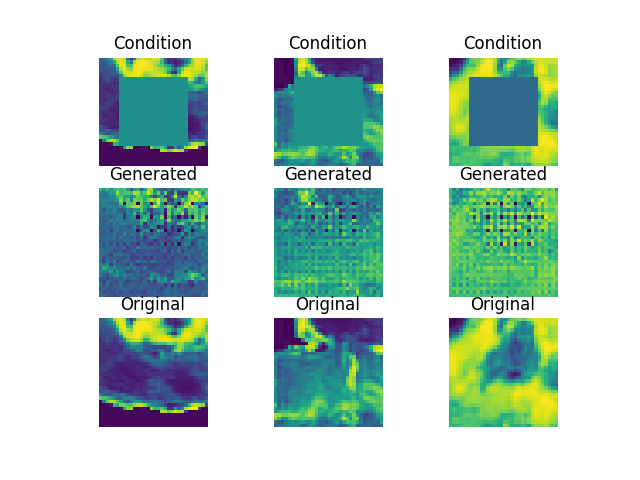 Condition Condition Condition
Generated Generated Generated
Original Original Original